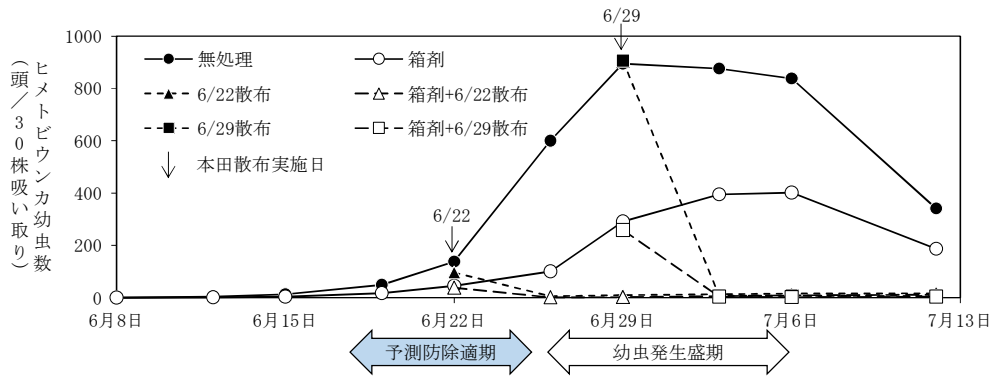 6/29
1000
800
600
400
200
0
ヒメトビウンカ幼虫数
（頭／30株吸い取り）
無処理
箱剤
6/22散布
箱剤+6/22散布
6/29散布
箱剤+6/29散布
本田散布実施日
6/22
6月8日
6月15日
6月22日
6月29日
7月6日
7月13日
予測防除適期
幼虫発生盛期